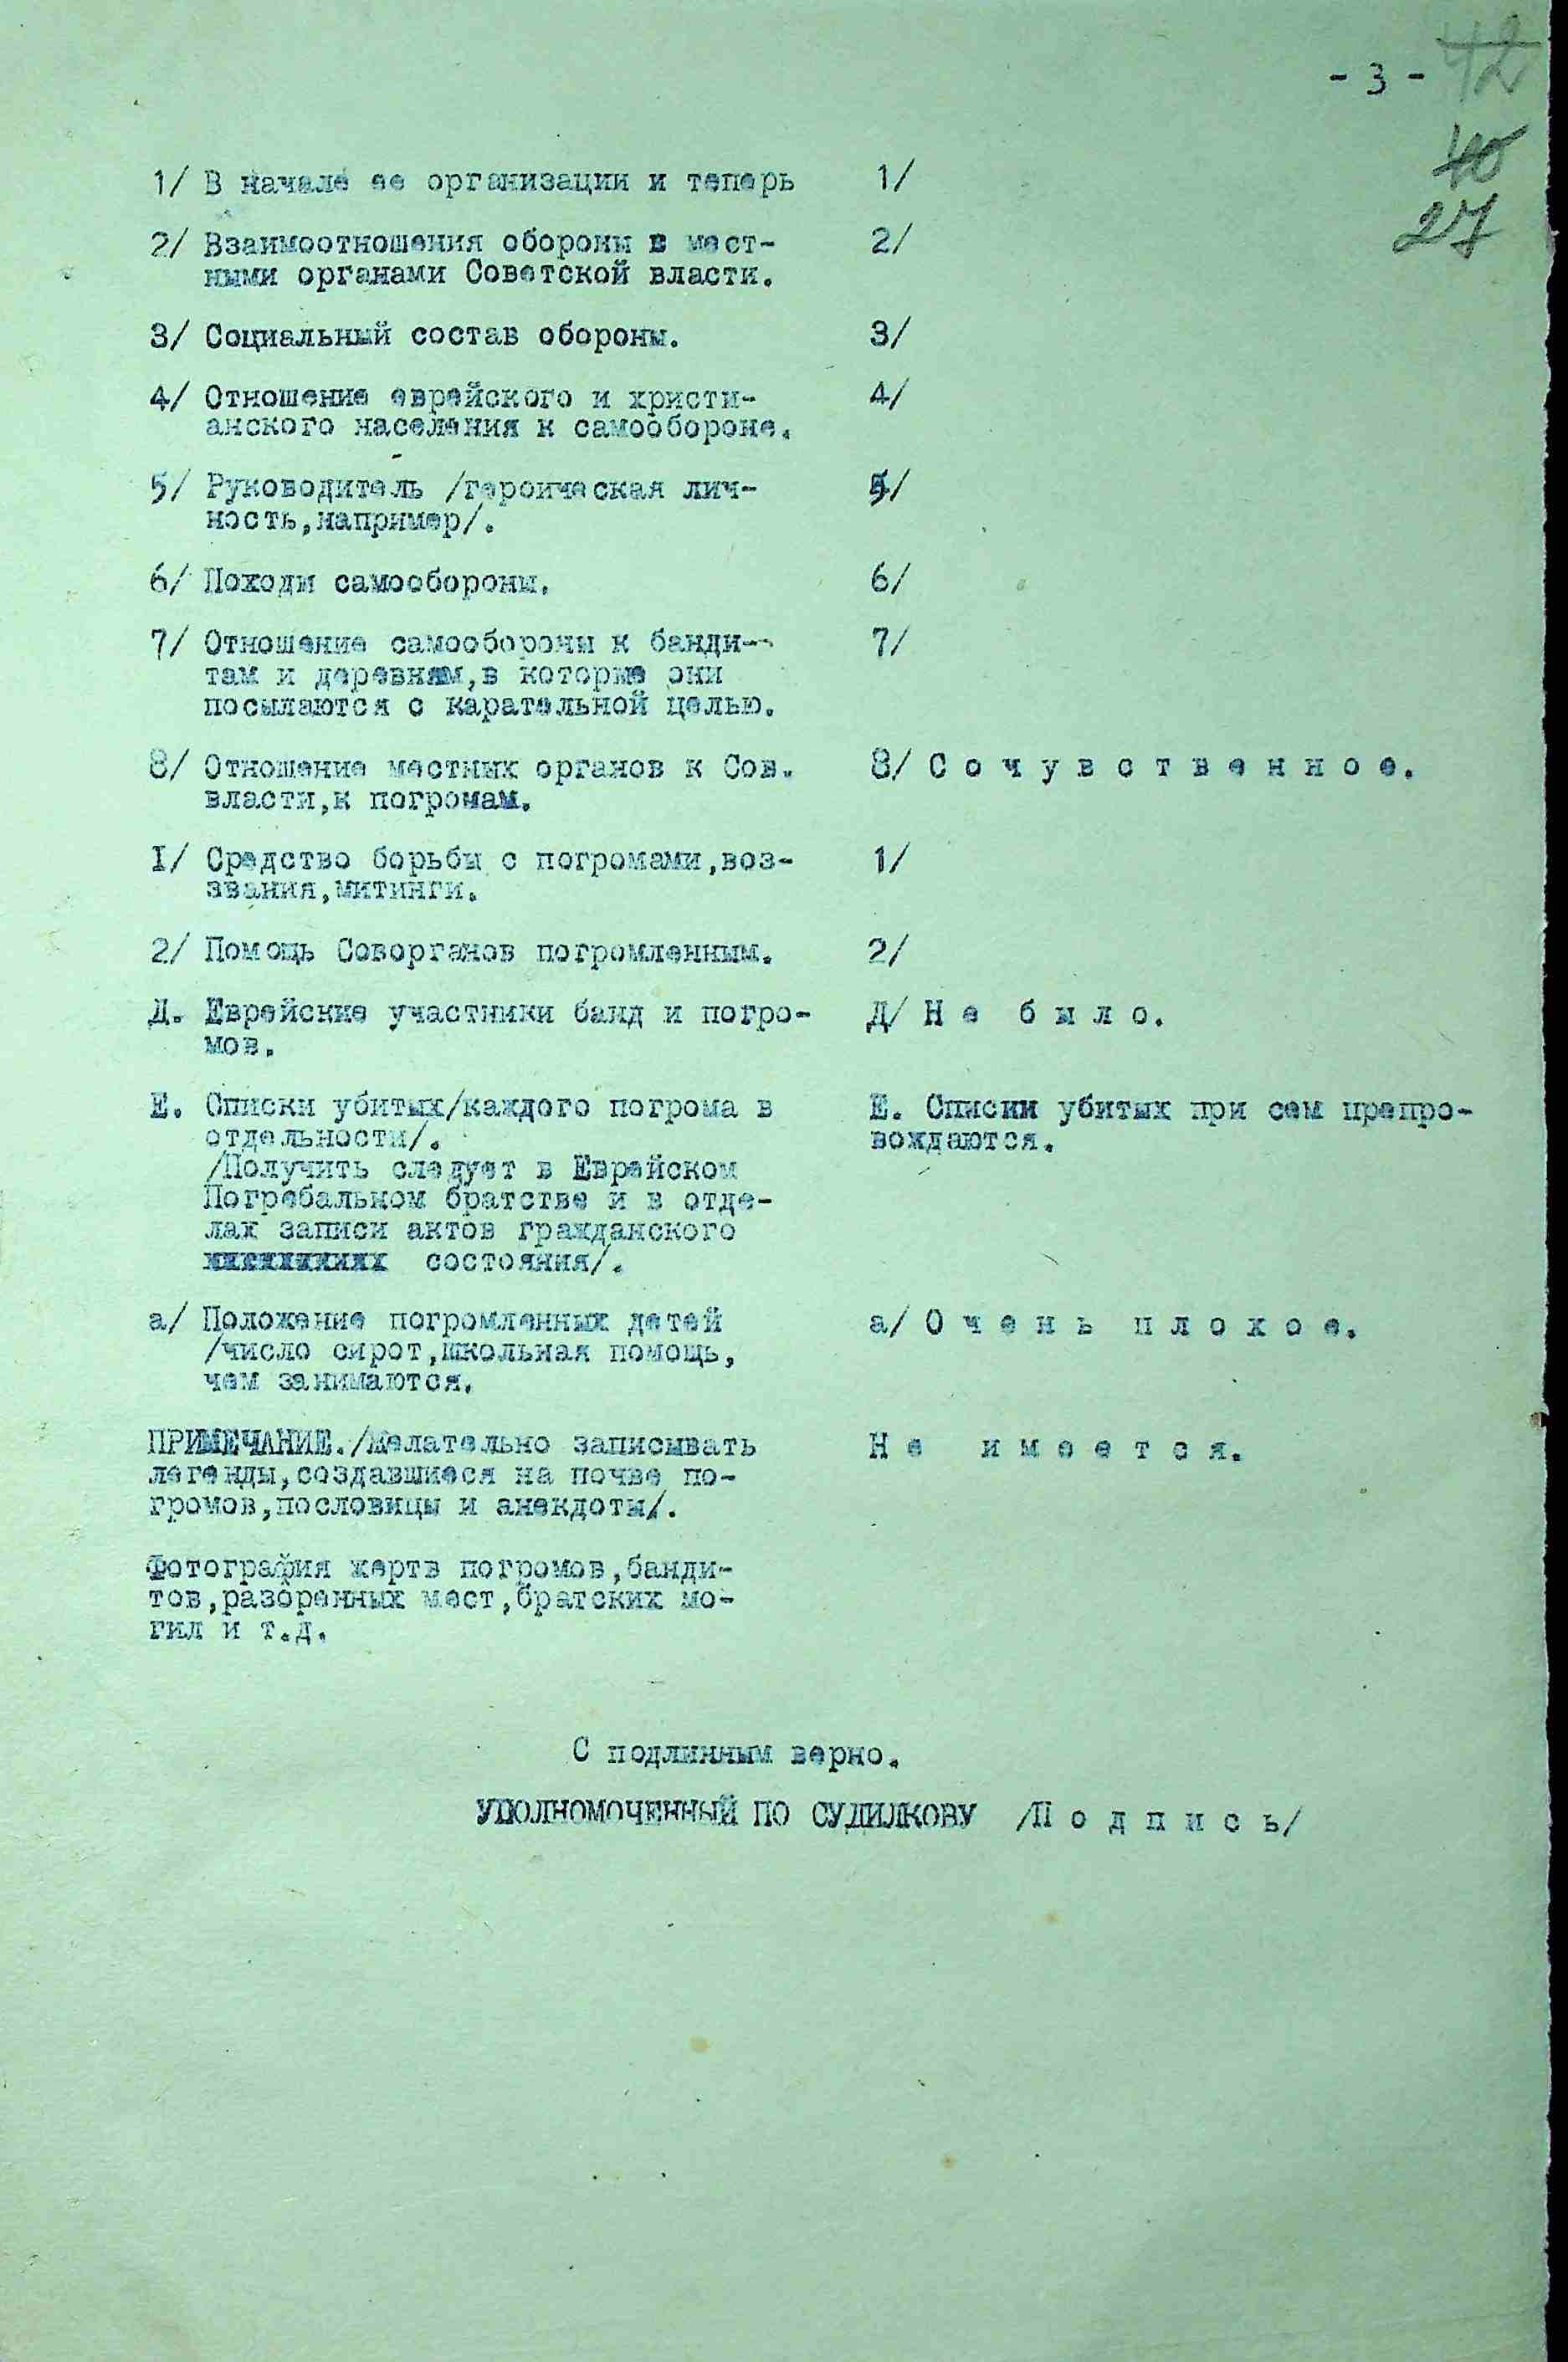 - 3 -
42
40
27
1/ В начале ее организации и теперь 1/
2/ Взаимоотношения обороны в мест- 2/
ными органами Советской власти.
3/ Социальный состав обороны. 3/
4/ Отношение еврейского и христи- 4/
анского населения к самообороне.
5/ Руководитель /героическая лич- 5/
ность,например/.
6/ Походи самообороны. 6/
7/ Отношение самообороны к банди- 7/
там и деревням,в которые они
посылаются с карательной целью.
8/ Отношение местных органов к Сов. 8/ С о ч у в с т в е н н о е.
власти,к погромам.
I/ Средство борьбы с погромами,воз- 1/
звания,митинги.
2/ Помощь Соворганов погромленным. 2/
Д. Еврейские участники банд и погро- Д/ Н е б ы л о.
мов.
Е. Списки убитых/каждого погрома в Е. Списки убитых при сем препро-
отдельности/. вождаются.
/Получить следует в Еврейском
Погребальном братстве и в отде-
лах записи актов гражданского
состояния/.
а/ Положение погромленных детей а/ О ч е н ь п л о х о е.
/число сирот,школьная помощь,
чем занимаются.
ПРИМЕЧАНИЕ./Желательно записывать Н е и м е е т с я.
легенды,создавшиеся на почве по-
громов,пословицы и анекдоты/.
Фотография жертв погромов,банди-
тов,разоренных мест,братских мо-
гил и т.д.
С подлинным верно.
УПОЛНОМОЧЕННЫЙ ПО СУДИЛКОВУ /П о д п и с ь/